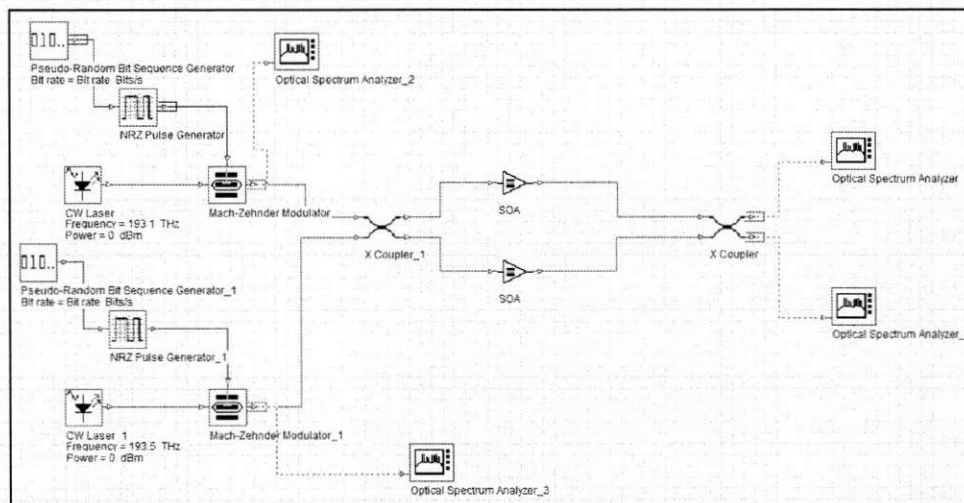 Pseudo-Random Bit Sequence Generator
Bit rate = Bit rate Bits/s
NRZ Pulse Generator
Optical Spectrum Analyzer_2
CW Laser
Frequency = 193.1 THz
Power = 0 dBm
Mach-Zehnder Modulator
Pseudo-Random Bit Sequence Generator_1
Bit rate = Bit rate Bits/s
NRZ Pulse Generator_1
CW Laser_1
Frequency = 193.5 THz
Power = 0 dBm
Mach-Zehnder Modulator_1
Optical Spectrum Analyzer_3
X Coupler_1
SOA
SOA
X Coupler
Optical Spectrum Analyzer
Optical Spectrum Analyzer_